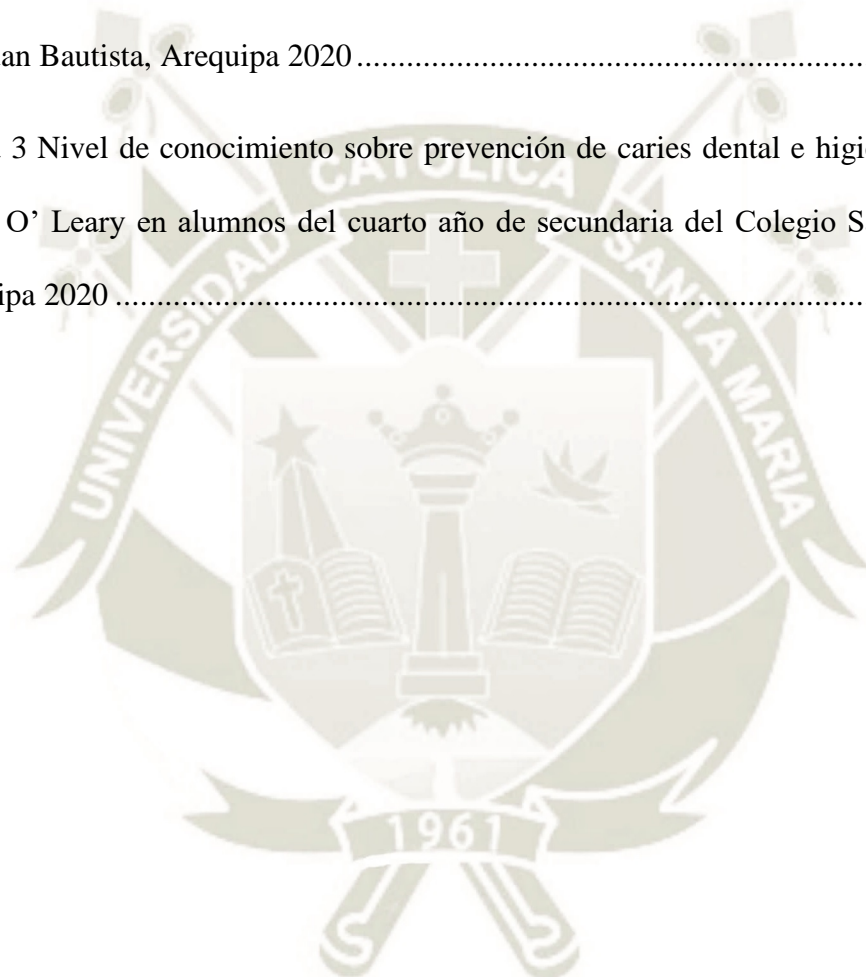 an Bautista, Arequipa 2020 ....................................................................
3 Nivel de conocimiento sobre prevención de caries dental e higi
O’ Leary en alumnos del cuarto año de secundaria del Colegio S
ipa 2020 ..........................................................................................
UNIVERSIDAD CATOLICA SANTA MARIA
1961